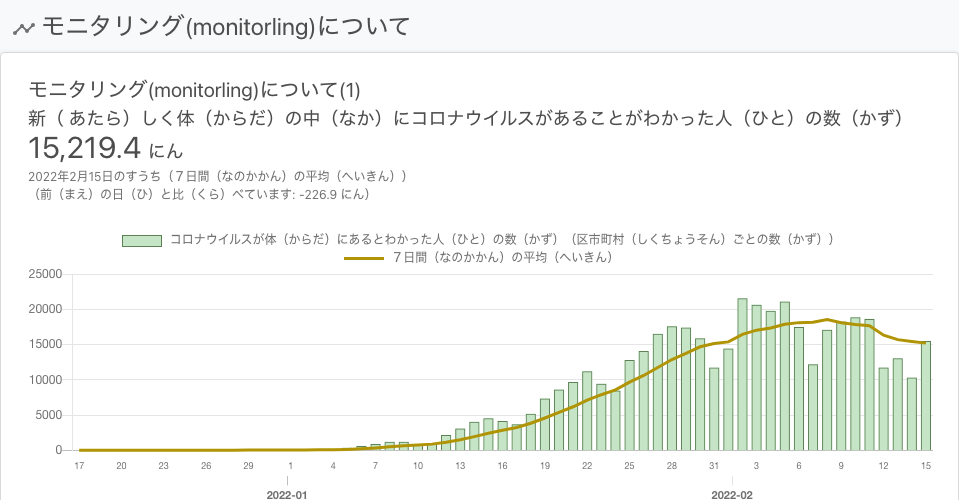 モニタリング(monitorling)について
モニタリング(monitorling)について(1)
新（ あたら）しく体（からだ）の中（なか）にコロナウイルスがあることがわかった人（ひと）の数（かず）
15,219.4 にん
2022年2月15日のすうち（７日間（なのかかん）の平均（へいきん））
（前（まえ）の日（ひ）と比（くら）べています: -226.9 にん）
コロナウイルスが体（からだ）にあるとわかった人（ひと）の数（かず）（区市町村（しくちょうそん）ごとの数（かず））
７日間（なのかかん）の平均（へいきん）
25000
20000
15000
10000
5000
0
17 20 23 26 29 1 4 7 10 13 16 19 22 25 28 31 3 6 9 12 15
2022-01 2022-02